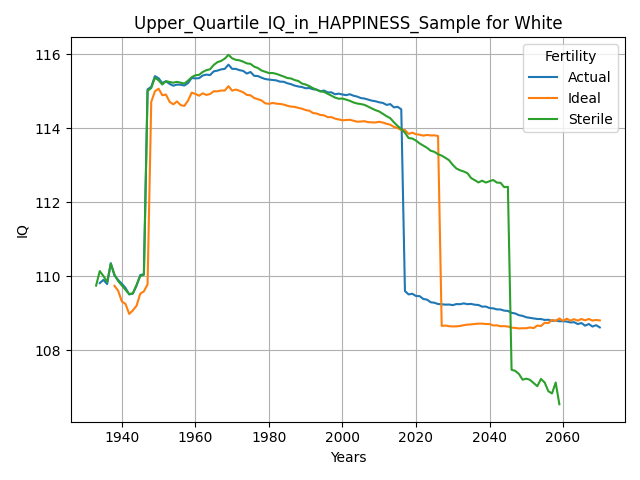 Upper_Quartile_IQ_in_HAPPINESS_Sample for White
Fertility
Actual
Ideal
Sterile
116
114
112
110
108
IQ
1940
1960
1980
2000
2020
2040
2060
Years